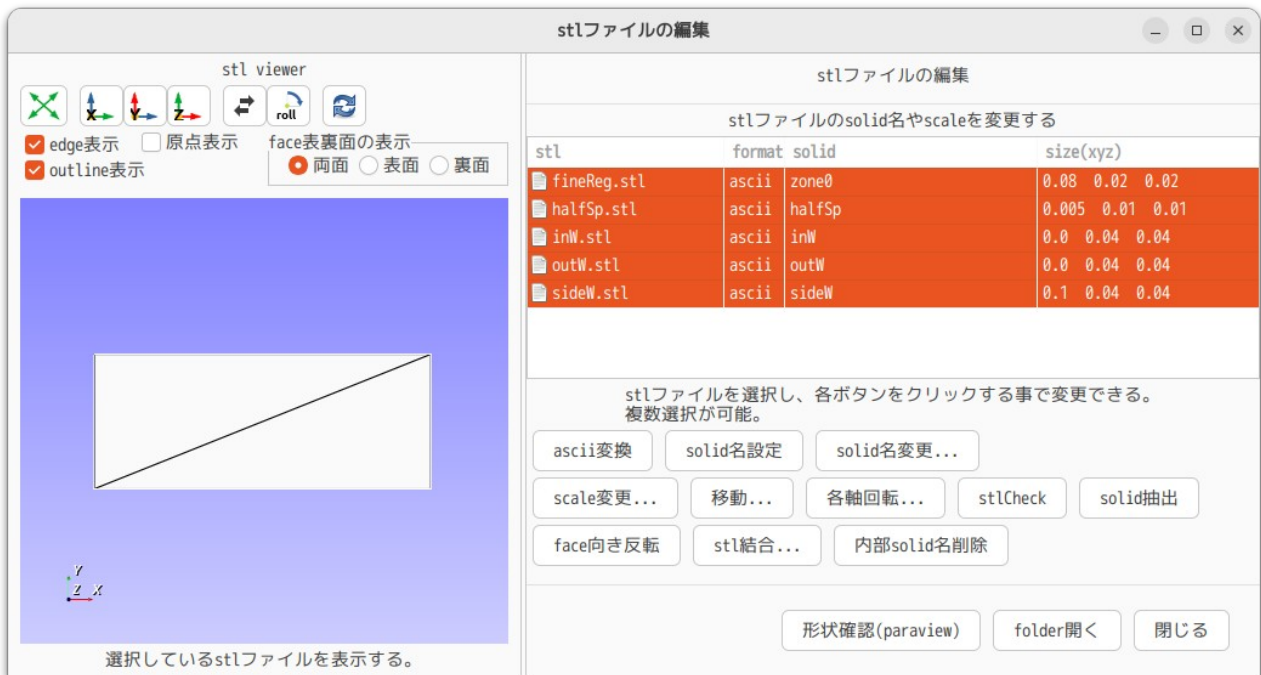 stlファイルの編集
stl viewer
X
Y
Z
roll
edge表示
原点表示
outline表示
face表裏面の表示
両面
表面
裏面
Y
Z X
選択しているstlファイルを表示する。
stlファイルの編集
stlファイルのsolid名やscaleを変更する
stl format solid size(xyz)
fineReg.stl ascii zone0 0.08 0.02 0.02
halfSp.stl ascii halfSp 0.005 0.01 0.01
inW.stl ascii inW 0.0 0.04 0.04
outW.stl ascii outW 0.0 0.04 0.04
sideW.stl ascii sideW 0.1 0.04 0.04
stlファイルを選択し、各ボタンをクリックする事で変更できる。
複数選択が可能。
ascii変換 solid名設定 solid名変更...
scale変更... 移動... 各軸回転... stlCheck solid抽出
face向き反転 stl結合... 内部solid名削除
形状確認(paraview) folder開く 閉じる